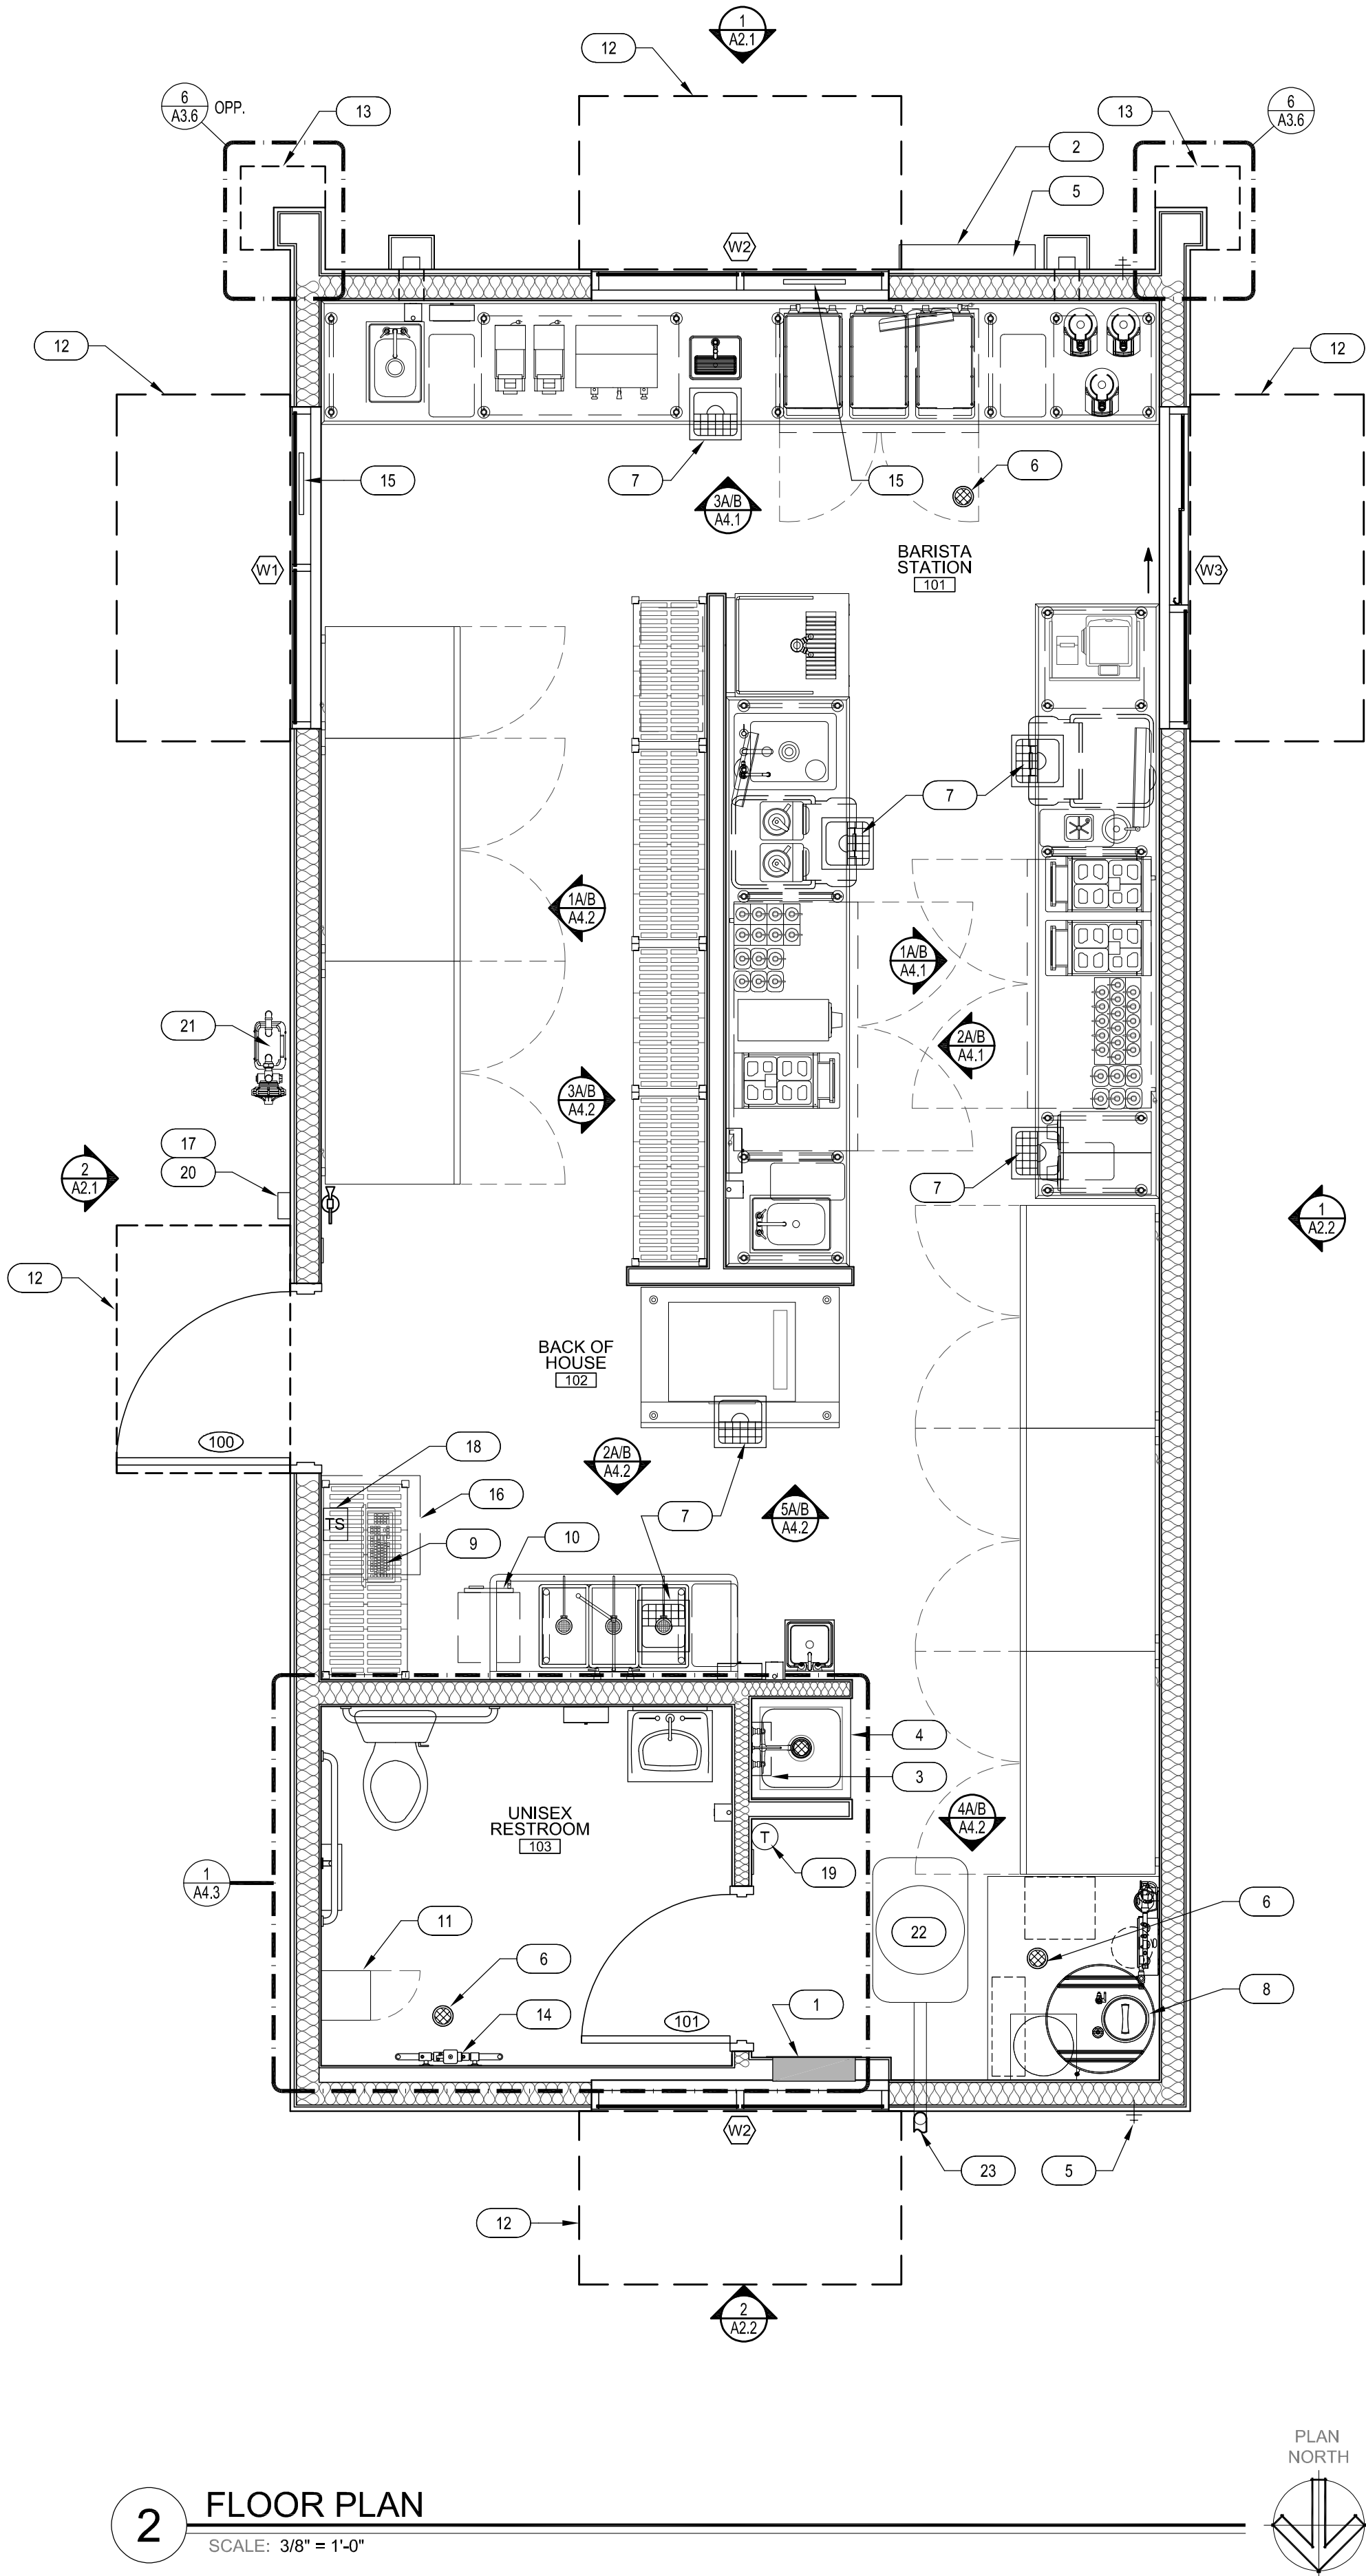 1
A2.1
12
6
A3.6
OPP.
13
13
6
A3.6
2
5
W2
12
12
7
15
15
6
3A/B
A4.1
BARISTA
STATION
101
W1
W3
7
1A/B
A4.2
1A/B
A4.1
2A/B
A4.1
21
3A/B
A4.2
17
20
2
A2.1
7
1
A2.2
12
BACK OF
HOUSE
102
100
18
2A/B
A4.2
16
TS
7
5A/B
A4.2
10
9
4
3
UNISEX
RESTROOM
103
4A/B
A4.2
T
19
1
A4.3
11
22
6
6
8
14
101
1
W2
23
5
12
2
A2.2
PLAN
NORTH
2
FLOOR PLAN
SCALE: 3/8" = 1'-0"